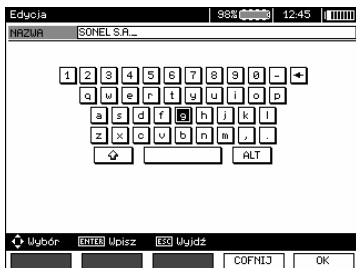 Edycja 98% 12:45
NAZWA SONEL S.A._
1 2 3 4 5 6 7 8 9 0 - ←
q w e r t y u i o p
a s d f g h j k l
z x c v b n m , .
ALT
Wybór ENTER Wpisz ESC Wyjdź
COFNIJ OK